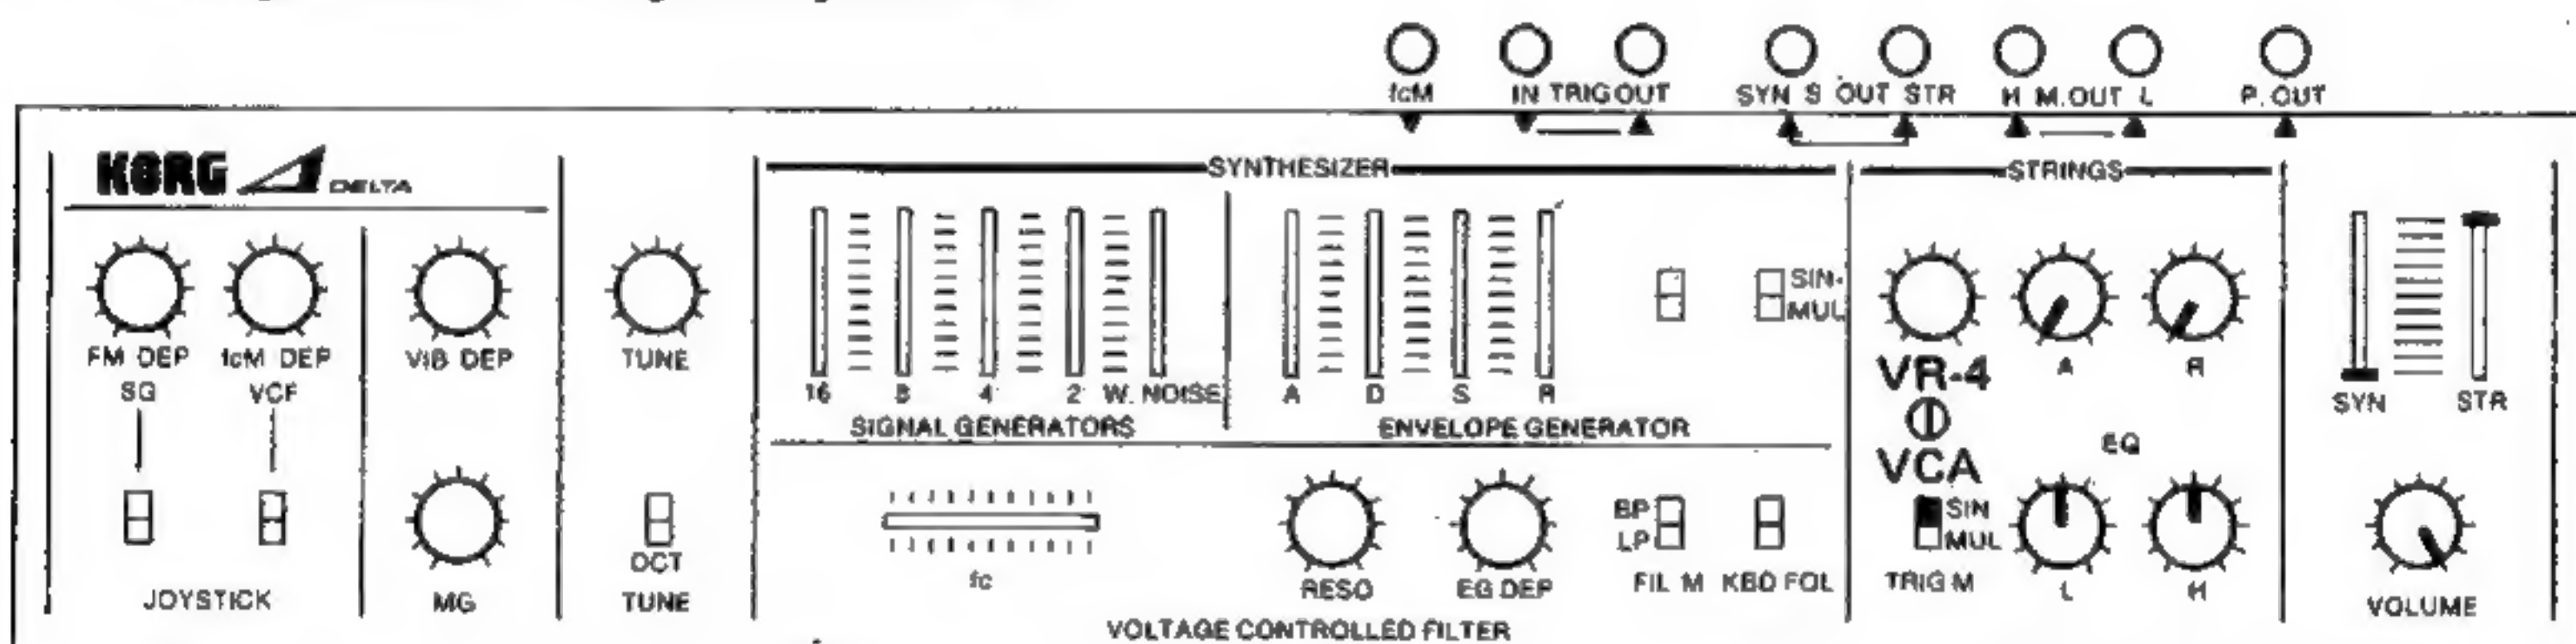 fcM IN TRIG OUT SYN S OUT STR H M.OUT L P. OUT
KORG DELTA
SYNTHESIZER
STRINGS
FM DEP fcM DEP VIB DEP TUNE
SG VCF
16 8 4 2 W. NOISE
SIGNAL GENERATORS
A D S R
ENVELOPE GENERATOR
SIN
MUL
VR-4
VCA
A R
EQ
SYN STR
JOYSTICK
MG
OCT
TUNE
fc
RESO
EG DEP
BP
LP
FIL M KBD FOL
SIN
MUL
TRIG M
L H
VOLUME
VOLTAGE CONTROLLED FILTER